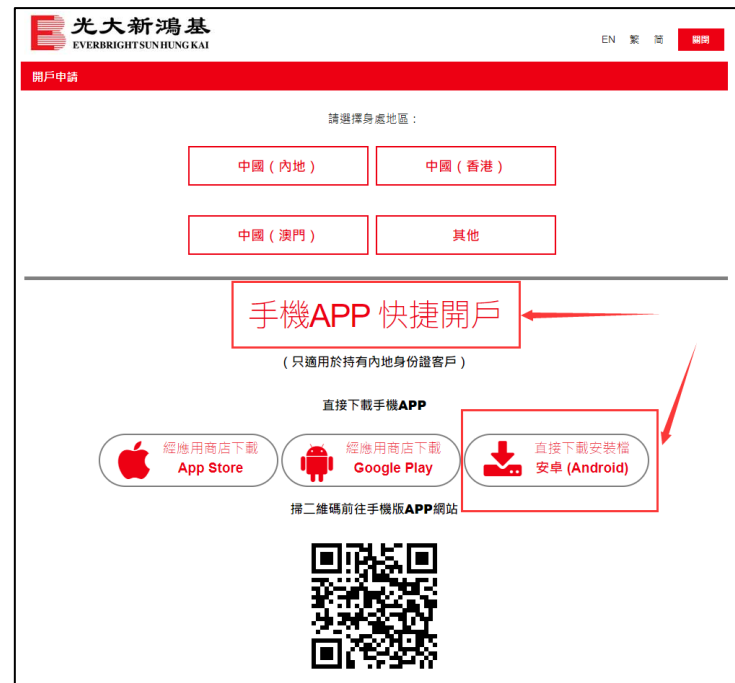 光大新鴻基
EVERBRIGHT SUN HUNG KAI
EN 繁 简 關閉
開戶申請
請選擇身處地區：
中國（內地） 中國（香港）
中國（澳門） 其他
手機APP 快捷開戶
（只適用於持有內地身份證客戶）
直接下載手機APP
經應用商店下載 經應用商店下載 直接下載安裝檔
App Store Google Play 安卓 (Android)
掃二維碼前往手機版APP網站